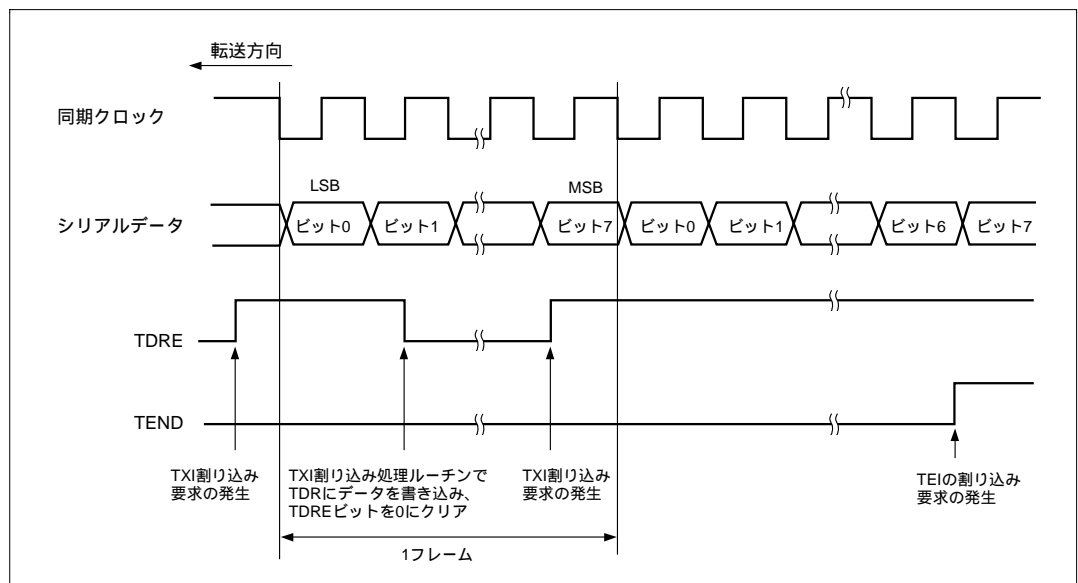 転送方向
同期クロック
LSB
MSB
シリアルデータ
ビット0
ビット1
ビット7
ビット0
ビット1
ビット6
ビット7
TDRE
TEND
TXI割り込み
要求の発生
TXI割り込み処理ルーチンで
TDRにデータを書き込み、
TDREビットを0にクリア
TXI割り込み
要求の発生
TEIの割り込み
要求の発生
1フレーム